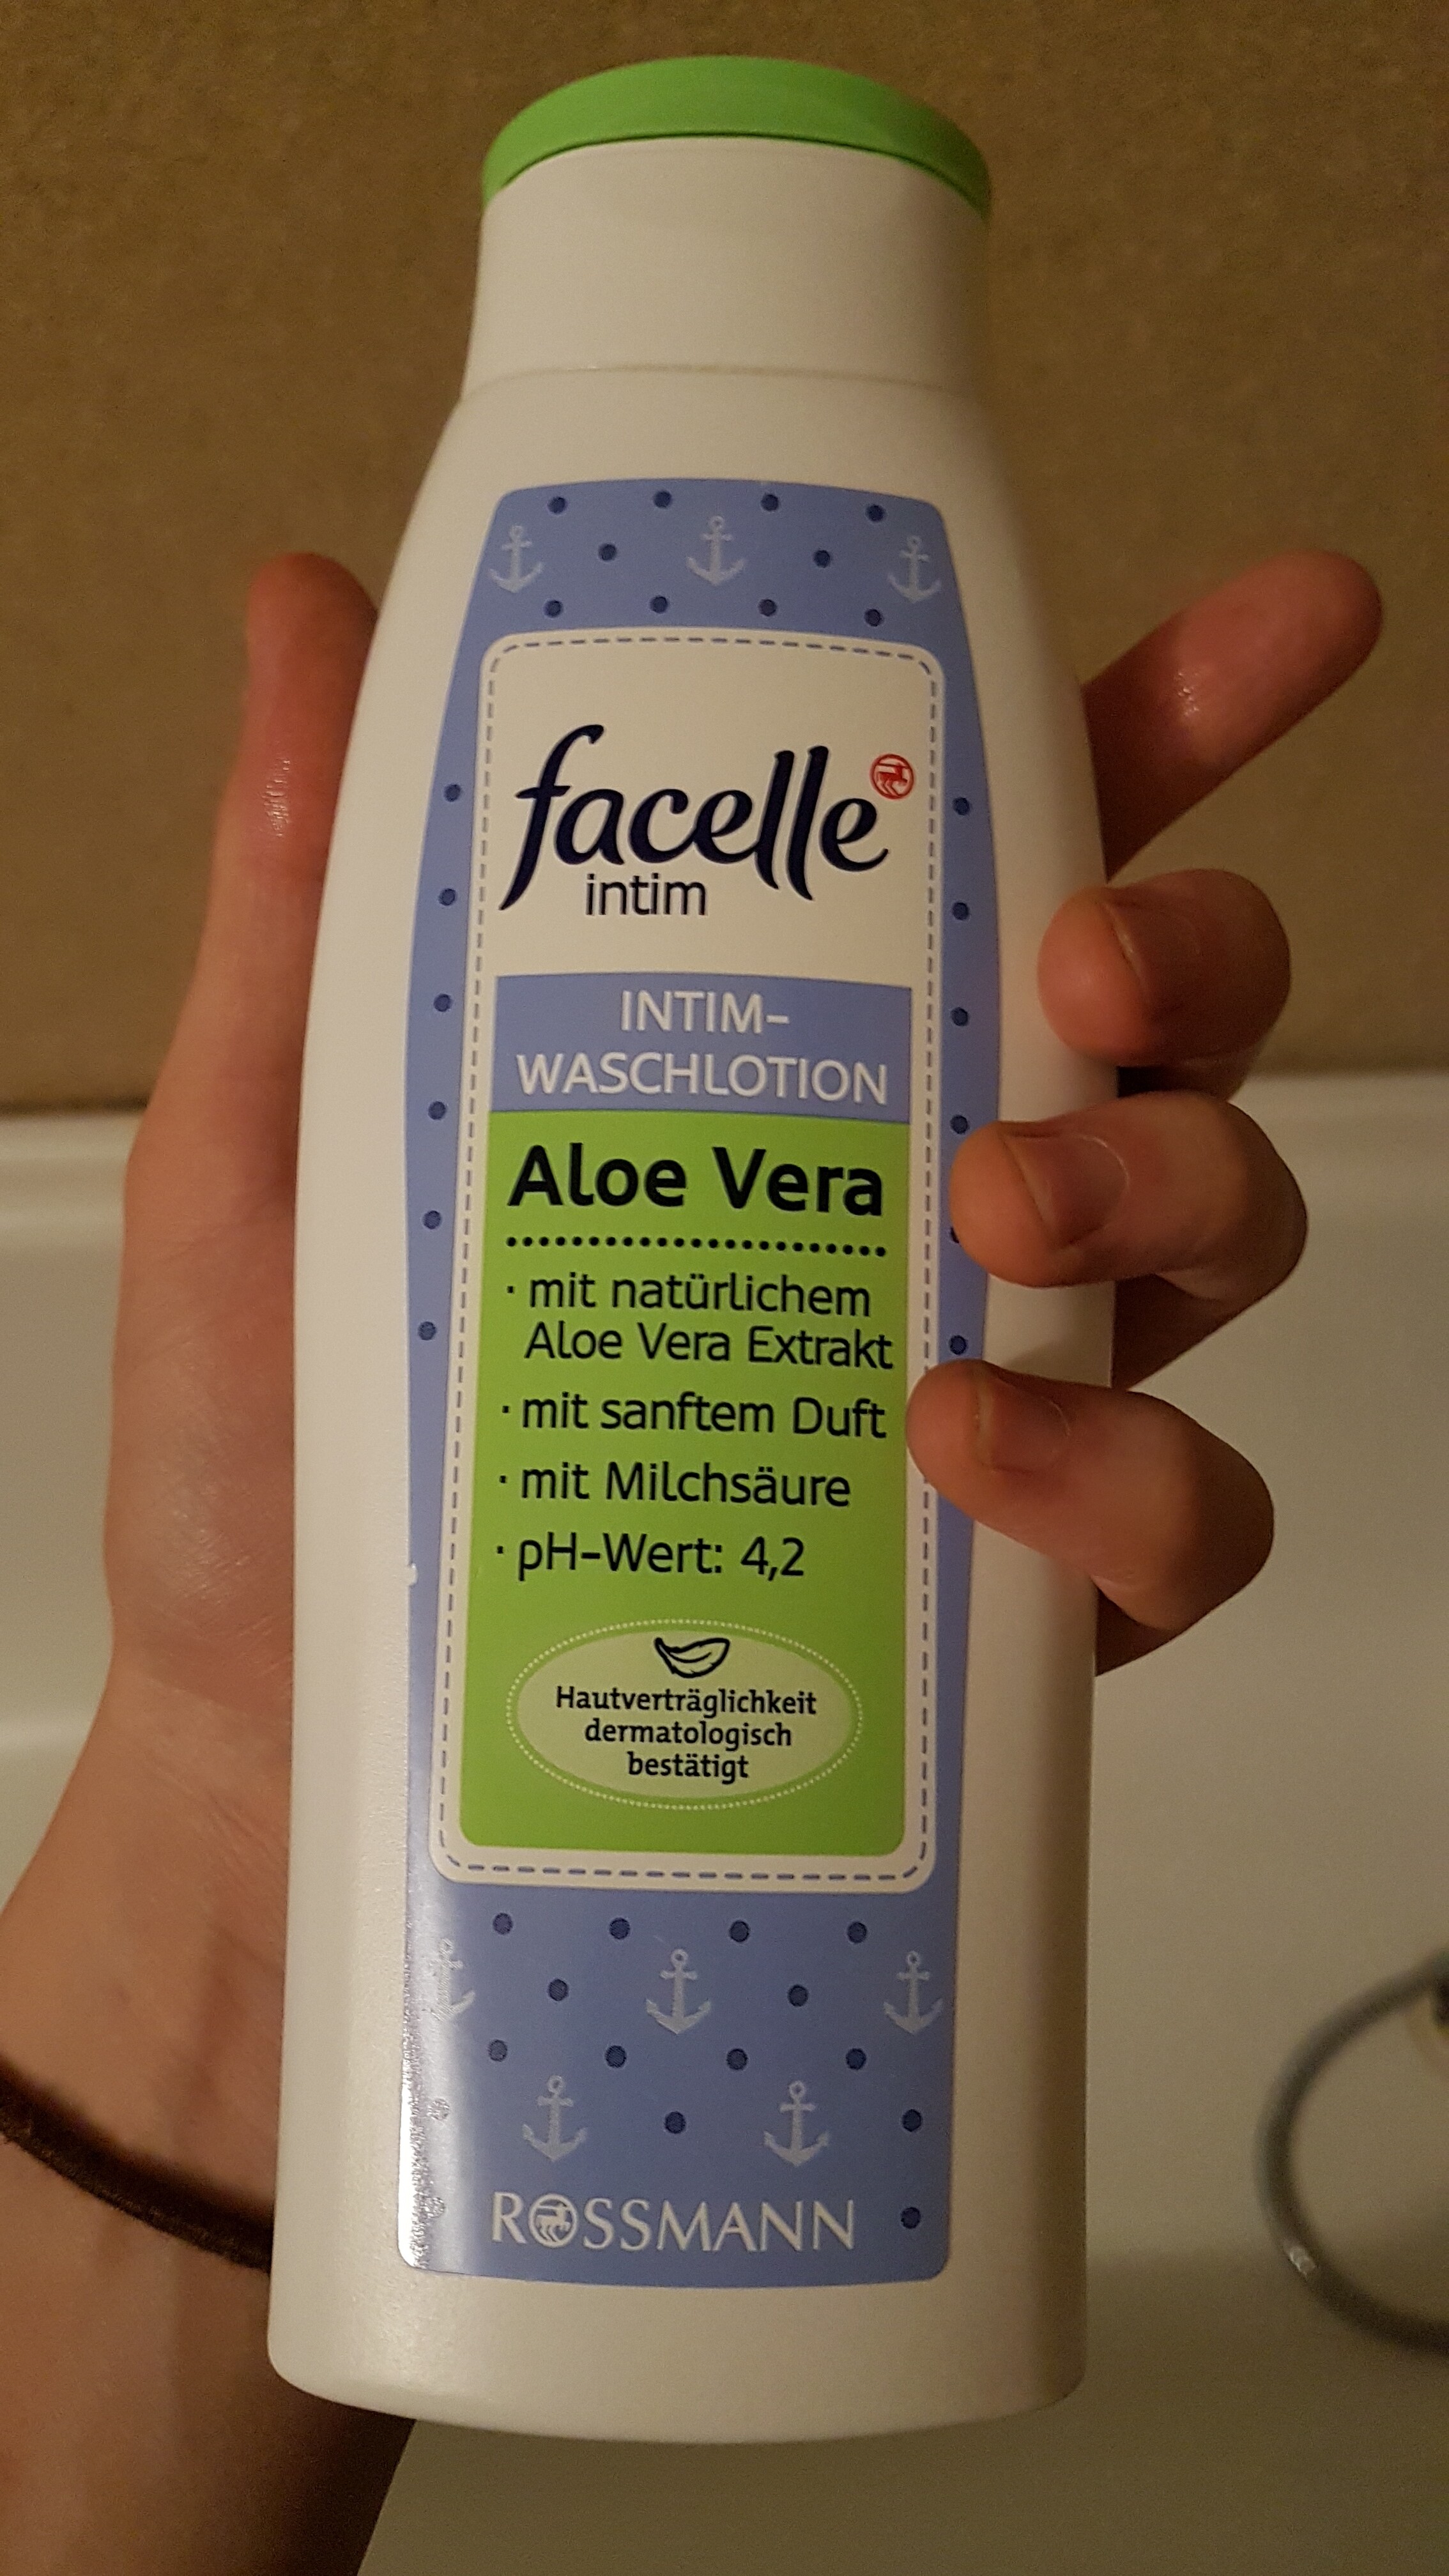 facelle
intim
INTIM-
WASCHLOTION
Aloe Vera
· mit natürlichem
Aloe Vera Extrakt
· mit sanftem Duft
· mit Milchsäure
· pH-Wert: 4,2
Hautverträglichkeit
dermatologisch
bestätigt
ROSSMANN